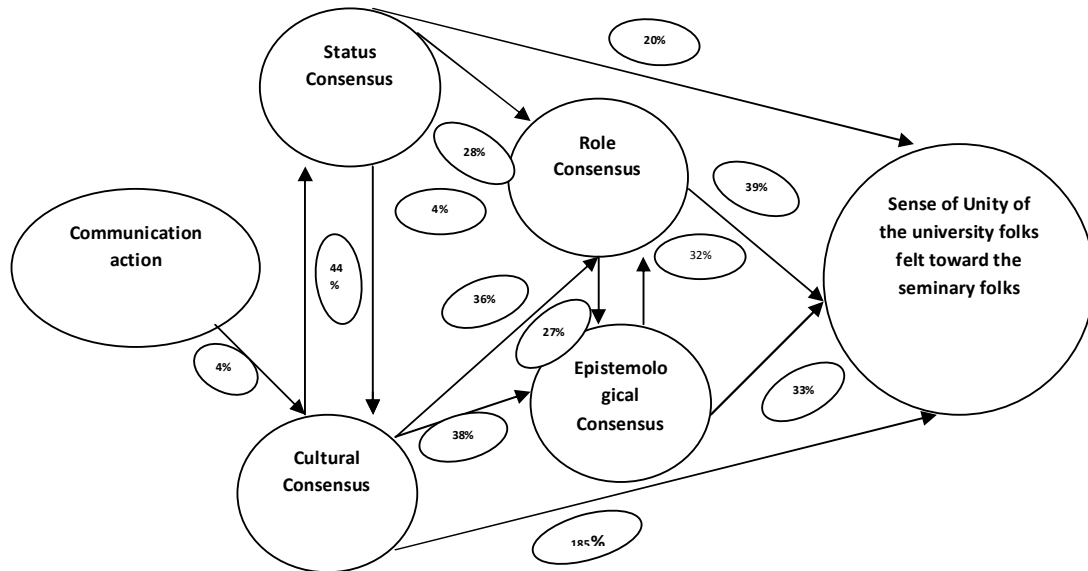 Status
Consensus
20%
Role
Consensus
28%
39%
4%
Communication
action
Sense of Unity of
the university folks
felt toward the
seminary folks
44
%
32%
36%
27%
4%
Epistemolo
gical
Consensus
33%
38%
Cultural
Consensus
185%